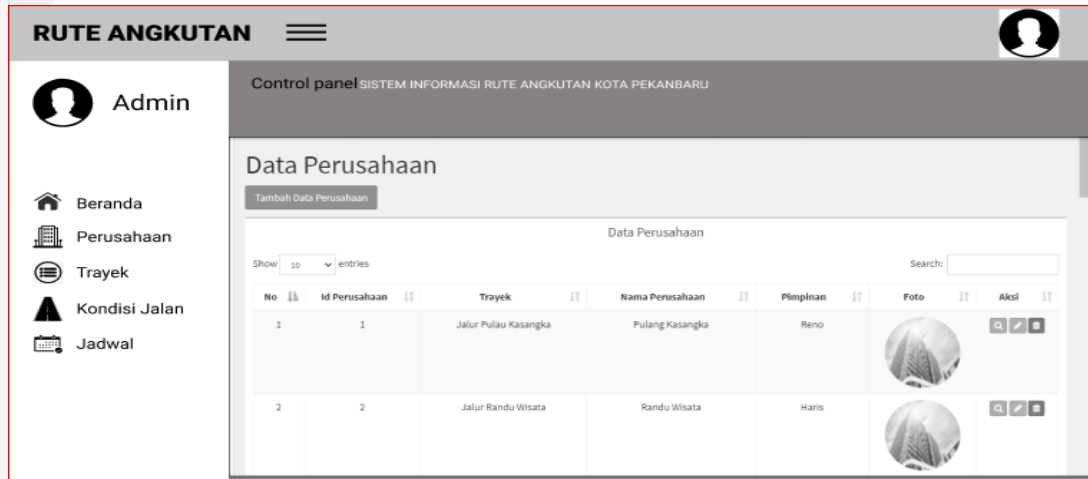 RUTE ANGKUTAN
Admin
Control panel SISTEM INFORMASI RUTE ANGKUTAN KOTA PEKANBARU
Beranda
Perusahaan
Trayek
Kondisi Jalan
Jadwal
Data Perusahaan
Tambah Data Perusahaan
Data Perusahaan
Show 10 entries Search:
No Id Perusahaan Trayek Nama Perusahaan Pimpinan Foto Aksi
1 1 Jalur Pulau Kasangka Pulang Kasangka Reno
2 2 Jalur Randu Wisata Randu Wisata Haris